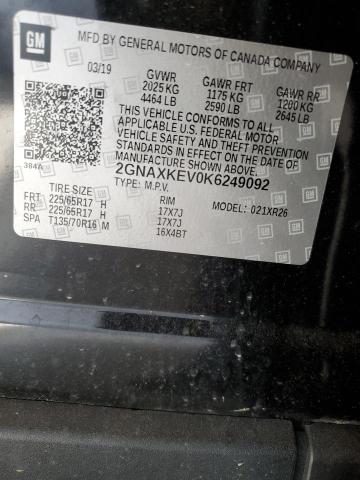 GM
MFD BY GENERAL MOTORS OF CANADA COMPANY
03/19 GVWR GAWR FRT GAWR RR
2025 KG 1175 KG 1200 KG
4464 LB 2590 LB 2645 LB
THIS VEHICLE CONFORMS TO ALL
APPLICABLE U.S. FEDERAL MOTOR
VEHICLE SAFETY AND THEFT
PREVENTION STANDARDS IN
EFFECT ON THE DATE OF
MANUFACTURE SHOWN ABOVE.
384A 2GNAXKEV0K6249092
TYPE: M.P.V. MODEL: 021XR26
TIRE SIZE RIM
FRT 225/65R17 H 17X7J
RR 225/65R17 H 17X7J
SPA T135/70R16 M 16X4BT